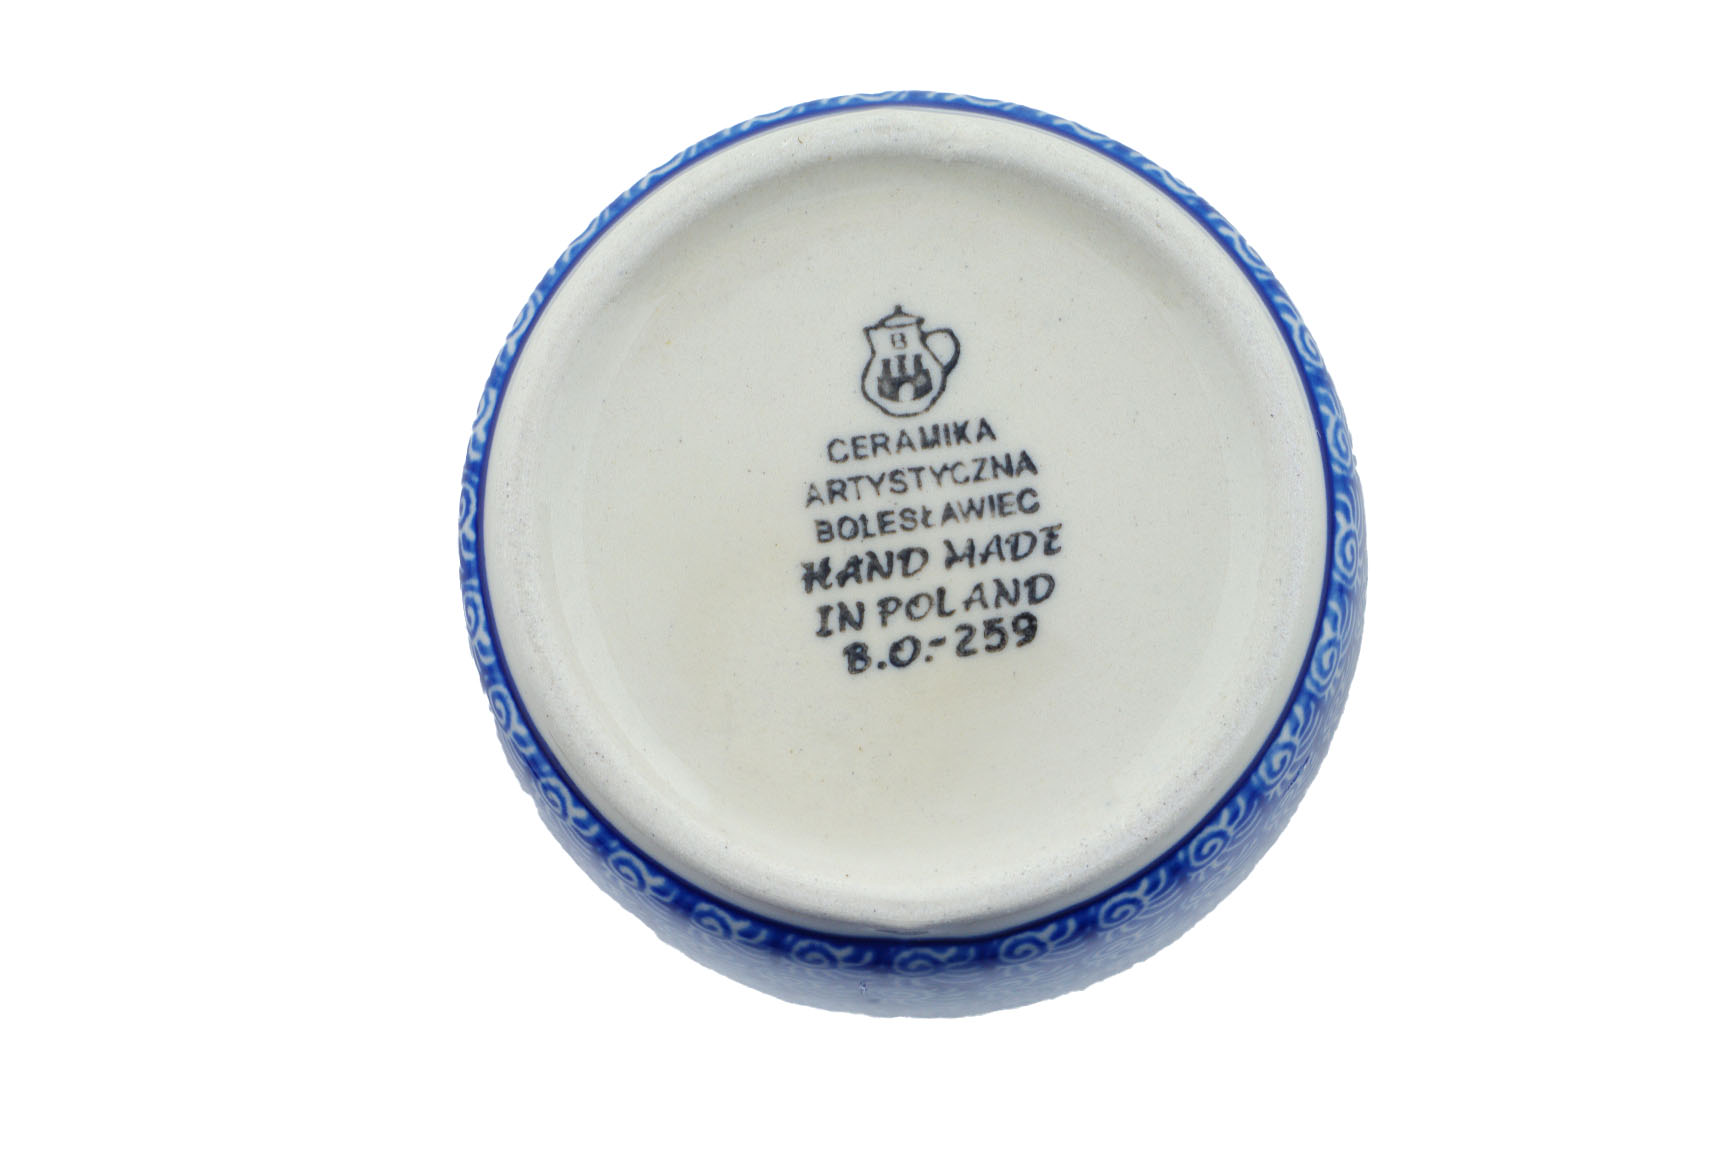 B
CERAMIKA
ARTYSTYCZNA
BOLESŁAWIEC
HAND MADE
IN POLAND
B.O.-259